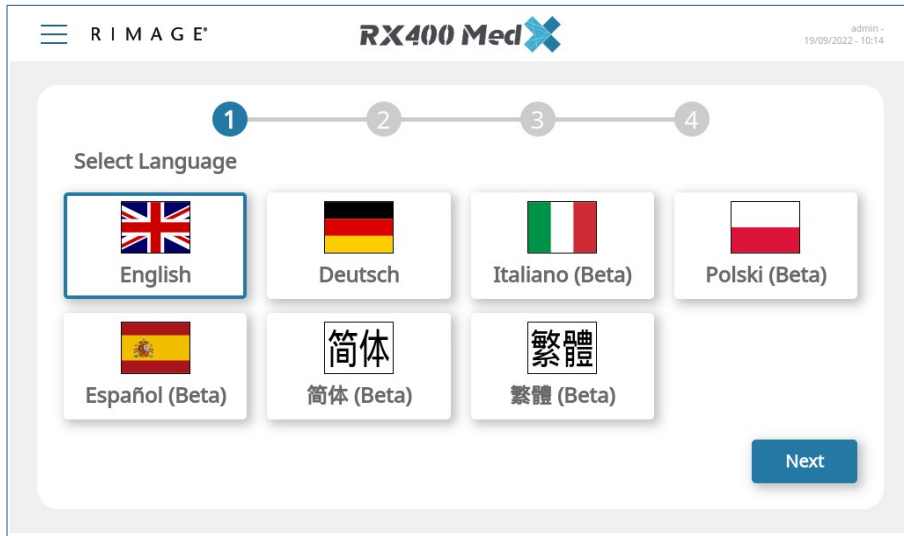 RIMAGE®
RX400 MedX
admin -
19/09/2022 - 10:14
1 2 3 4
Select Language
English Deutsch Italiano (Beta) Polski (Beta)
简体 繁體
Español (Beta) 简体 (Beta) 繁體 (Beta)
Next